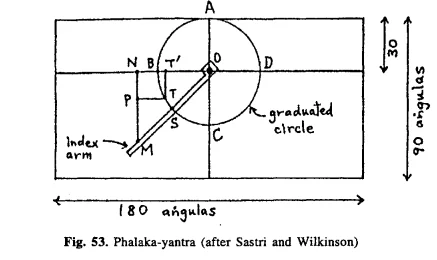 A
30
N B T' O D
P T
S
graduated
circle
index
arm
C
M
90 aṅgulas
180 aṅgulas
Fig. 53. Phalaka-yantra (after Sastri and Wilkinson)